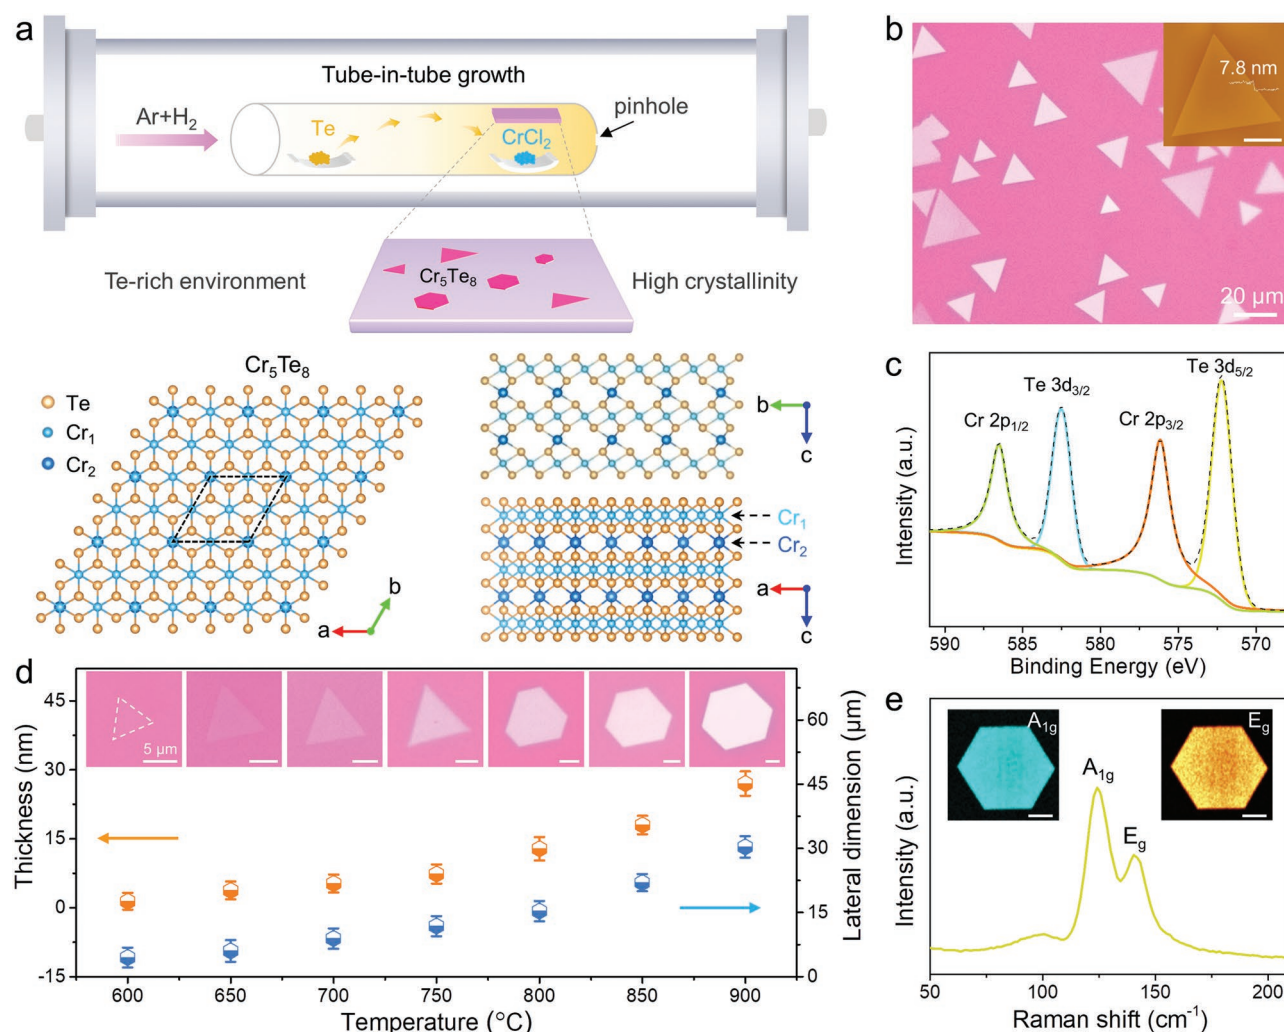 a
Tube-in-tube growth
Ar+H₂
Te
CrCl₂
pinhole
Te-rich environment
Cr₅Te₈
High crystallinity
Cr₅Te₈
Te
Cr₁
Cr₂
a
b
b
c
Cr₁
Cr₂
a
c
b
7.8 nm
20 µm
c
Cr 2p₁/₂
Te 3d₃/₂
Cr 2p₃/₂
Te 3d₅/₂
Intensity (a.u.)
590 585 580 575 570
Binding Energy (eV)
d
5 µm
Thickness (nm)
45
30
15
0
-15
Lateral dimension (µm)
60
45
30
15
0
600 650 700 750 800 850 900
Temperature (°C)
e
A₁g
Eg
A₁g
Eg
Intensity (a.u.)
50 100 150 200
Raman shift (cm⁻¹)